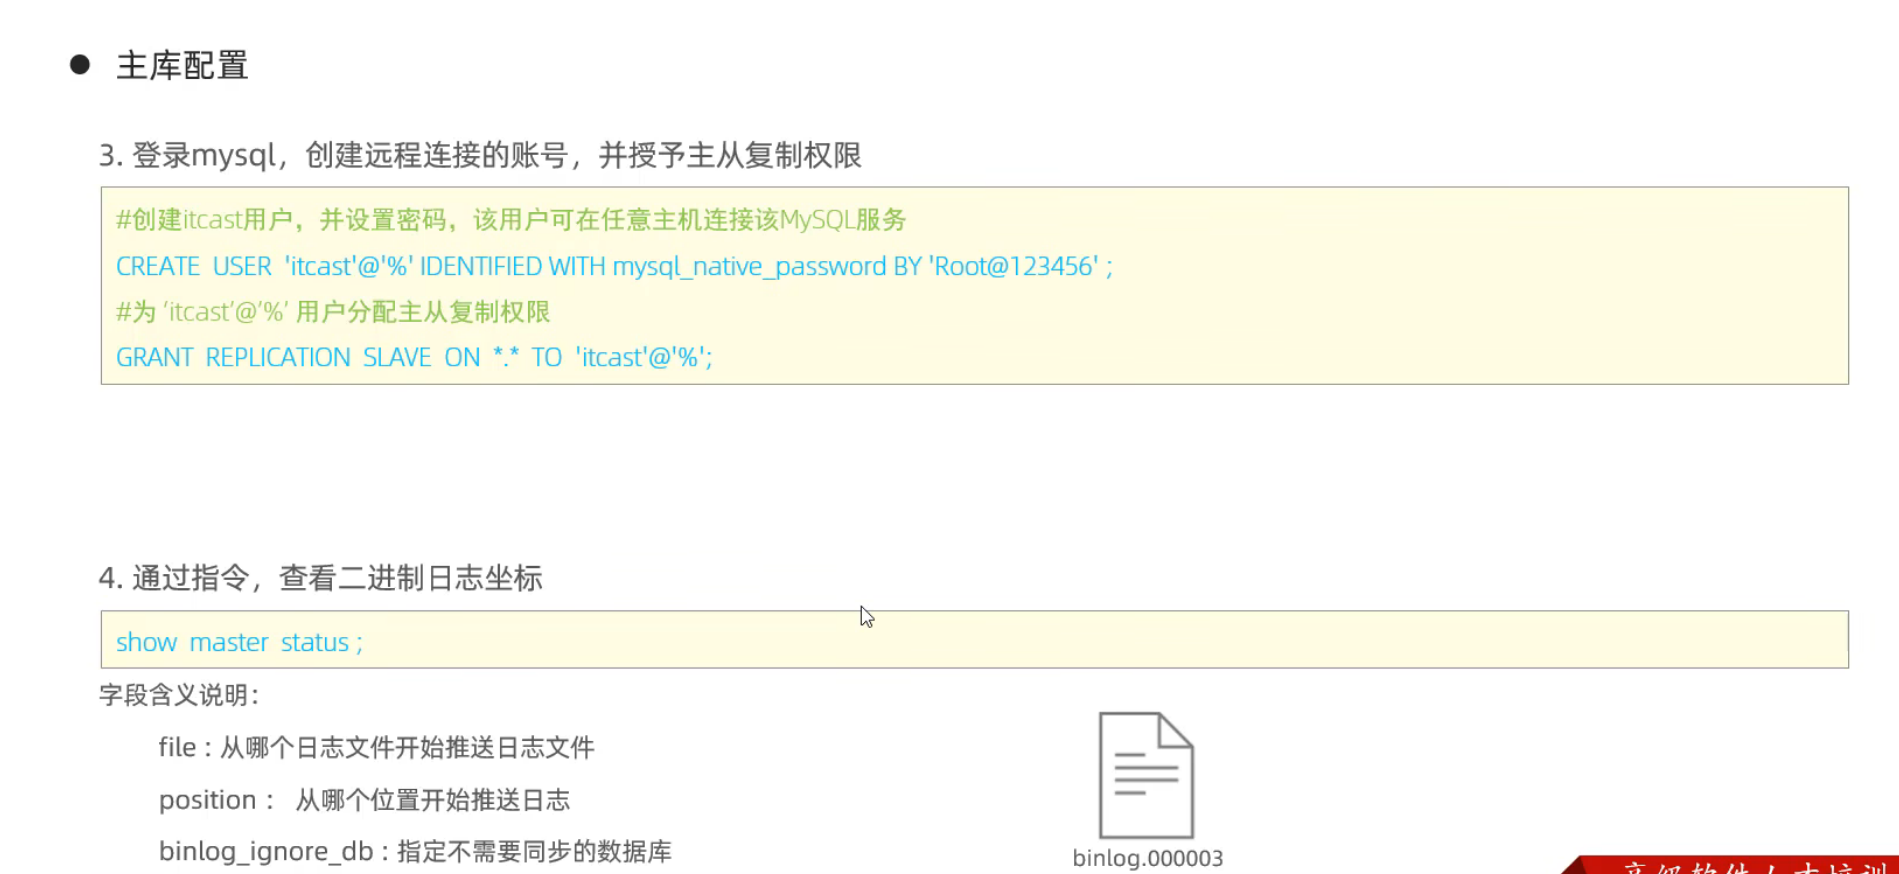 ● 主库配置
3. 登录mysql，创建远程连接的账号，并授予主从复制权限
#创建itcast用户，并设置密码，该用户可在任意主机连接该MySQL服务
CREATE USER 'itcast'@'%' IDENTIFIED WITH mysql_native_password BY 'Root@123456' ;
#为 'itcast'@'%' 用户分配主从复制权限
GRANT REPLICATION SLAVE ON *.* TO 'itcast'@'%';
4. 通过指令，查看二进制日志坐标
show master status ;
字段含义说明：
file : 从哪个日志文件开始推送日志文件
position ： 从哪个位置开始推送日志
binlog_ignore_db : 指定不需要同步的数据库
binlog.000003
高级软件人才培训